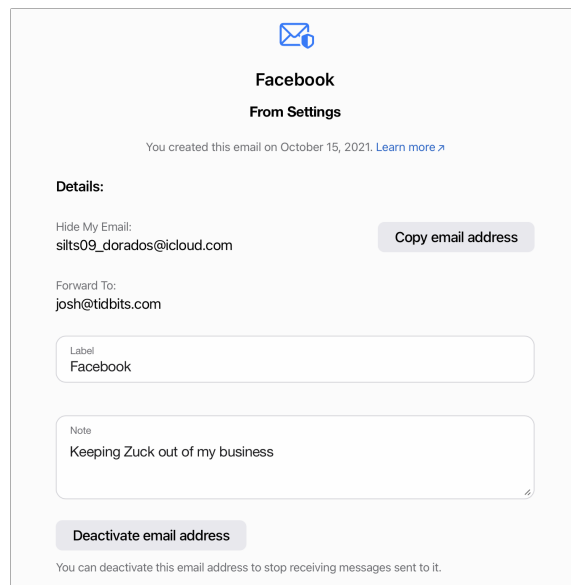 Facebook
From Settings
You created this email on October 15, 2021. Learn more↗
Details:
Hide My Email:
silts09_dorados@icloud.com
Copy email address
Forward To:
josh@tidbits.com
Label
Facebook
Note
Keeping Zuck out of my business
Deactivate email address
You can deactivate this email address to stop receiving messages sent to it.